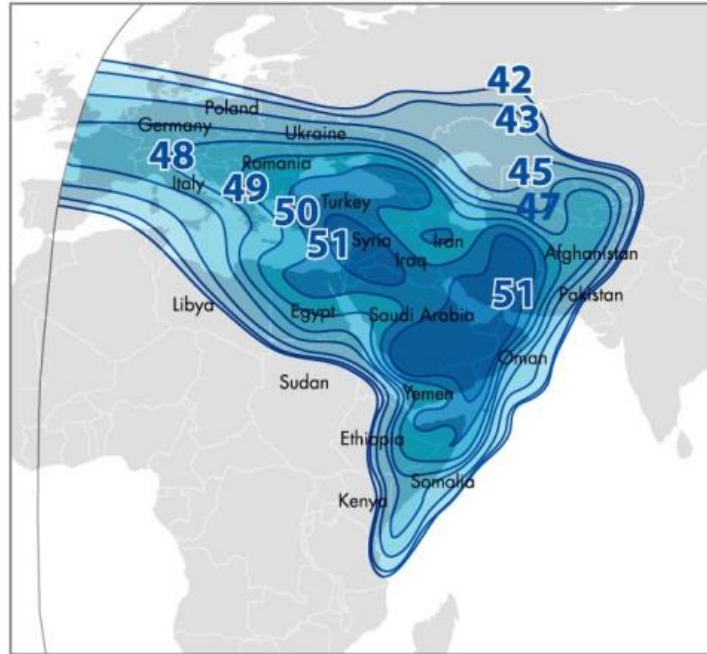 42
43
Poland
Germany
Ukraine
48
Romania
45
Italy
49
47
Turkey
50
51
Syria
Iran
Iraq
Afghanistan
51
Pakistan
Libya
Egypt
Saudi Arabia
Oman
Sudan
Yemen
Ethiopia
Somalia
Kenya